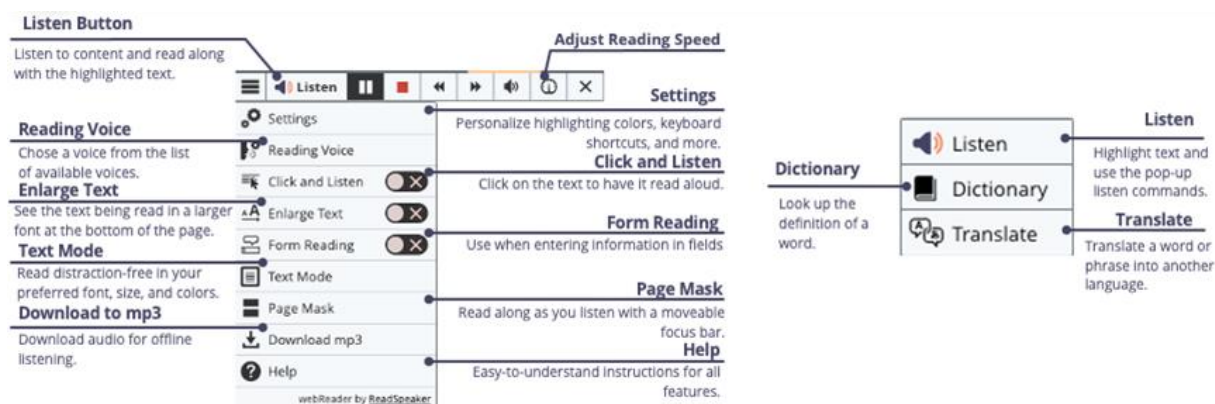 Listen Button
Listen to content and read along
with the highlighted text.
Reading Voice
Chose a voice from the list
of available voices.
Enlarge Text
See the text being read in a larger
font at the bottom of the page.
Text Mode
Read distraction-free in your
preferred font, size, and colors.
Download to mp3
Download audio for offline
listening.
Listen
Settings
Reading Voice
Click and Listen
Enlarge Text
Form Reading
Text Mode
Page Mask
Download mp3
Help
webReader by ReadSpeaker
Adjust Reading Speed
Settings
Personalize highlighting colors, keyboard
shortcuts, and more.
Click and Listen
Click on the text to have it read aloud.
Form Reading
Use when entering information in fields
Page Mask
Read along as you listen with a moveable
focus bar.
Help
Easy-to-understand instructions for all
features.
Dictionary
Look up the
definition of a
word.
Listen
Dictionary
Translate
Listen
Highlight text and
use the pop-up
listen commands.
Translate
Translate a word or
phrase into another
language.